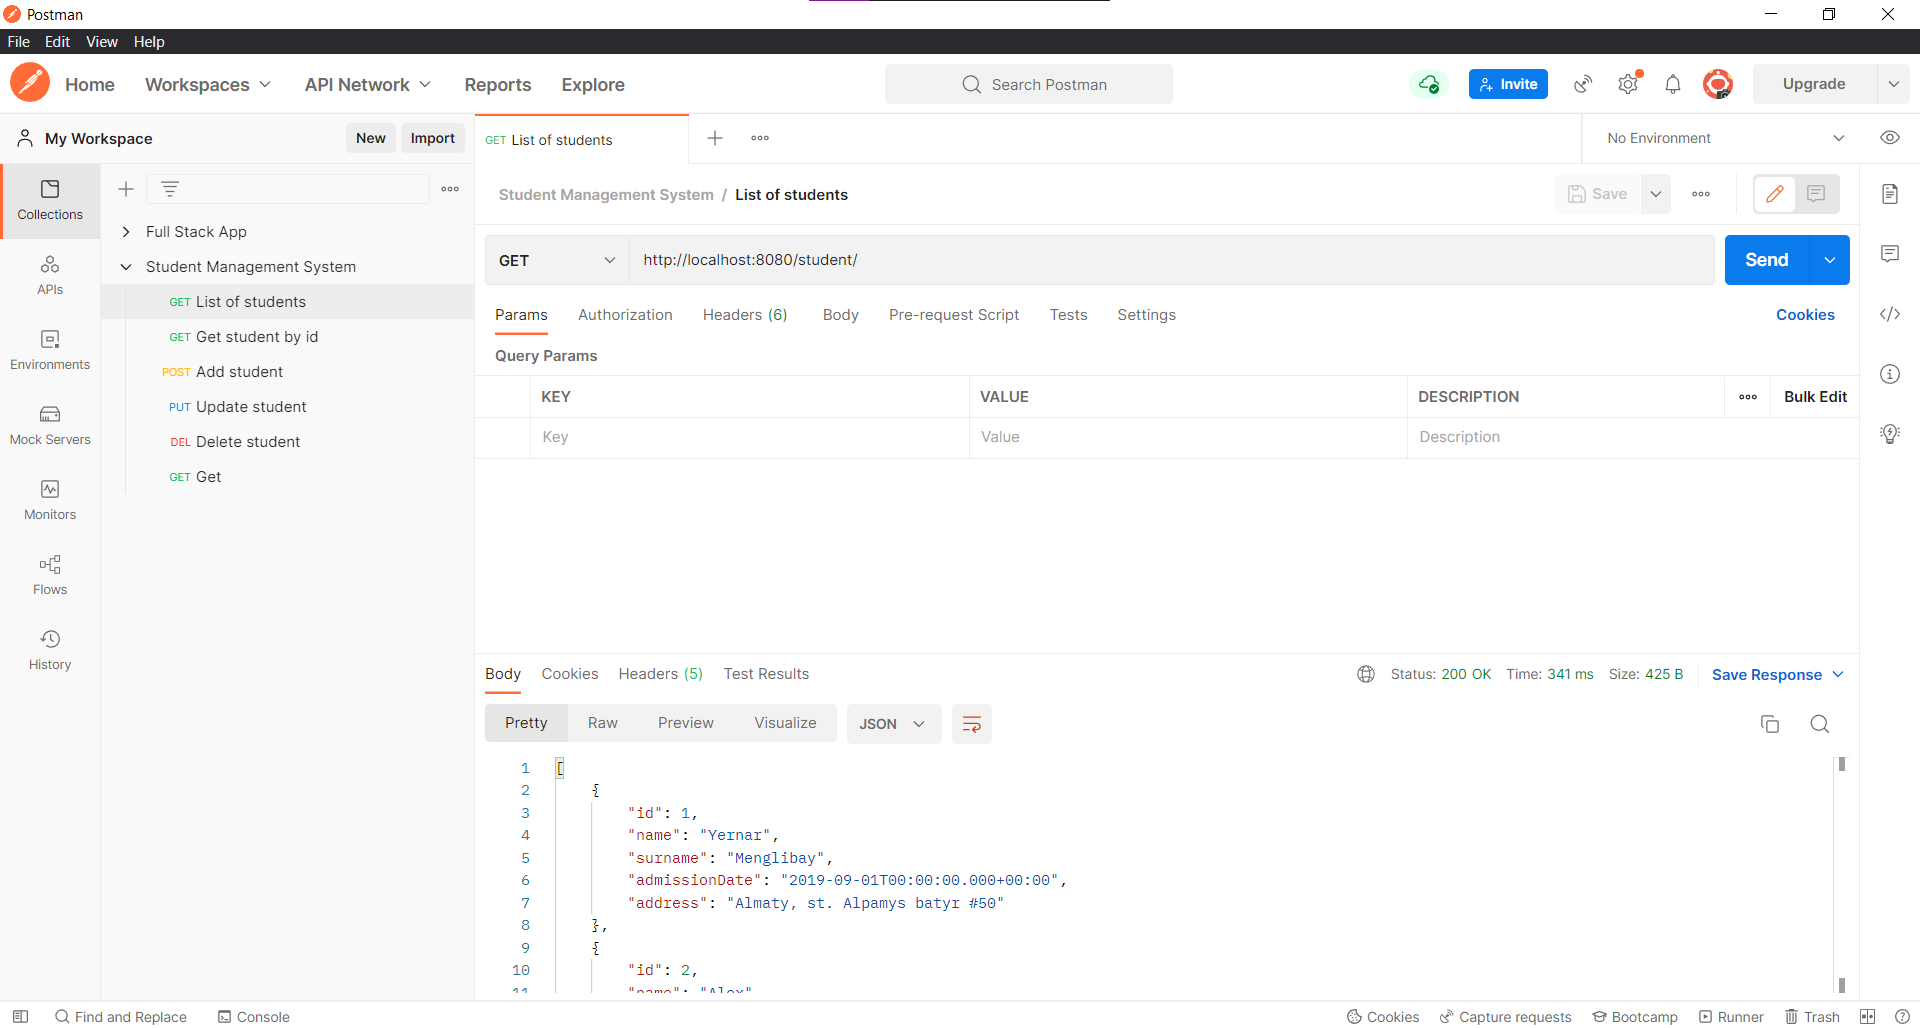 Postman
File Edit View Help
Home Workspaces API Network Reports Explore Search Postman Invite Upgrade
My Workspace New Import GET List of students No Environment
Collections
APIs
Environments
Mock Servers
Monitors
Flows
History
Full Stack App
Student Management System
GET List of students
GET Get student by id
POST Add student
PUT Update student
DEL Delete student
GET Get
Student Management System / List of students Save
GET http://localhost:8080/student/ Send
Params Authorization Headers (6) Body Pre-request Script Tests Settings Cookies
Query Params
KEY VALUE DESCRIPTION Bulk Edit
Key Value Description
Body Cookies Headers (5) Test Results Status: 200 OK Time: 341 ms Size: 425 B Save Response
Pretty Raw Preview Visualize JSON
1 [
2 {
3 "id": 1,
4 "name": "Yernar",
5 "surname": "Menglibay",
6 "admissionDate": "2019-09-01T00:00:00.000+00:00",
7 "address": "Almaty, st. Alpamys batyr #50"
8 },
9 {
10 "id": 2,
11 "name": "Alex"
Find and Replace Console Cookies Capture requests Bootcamp Runner Trash